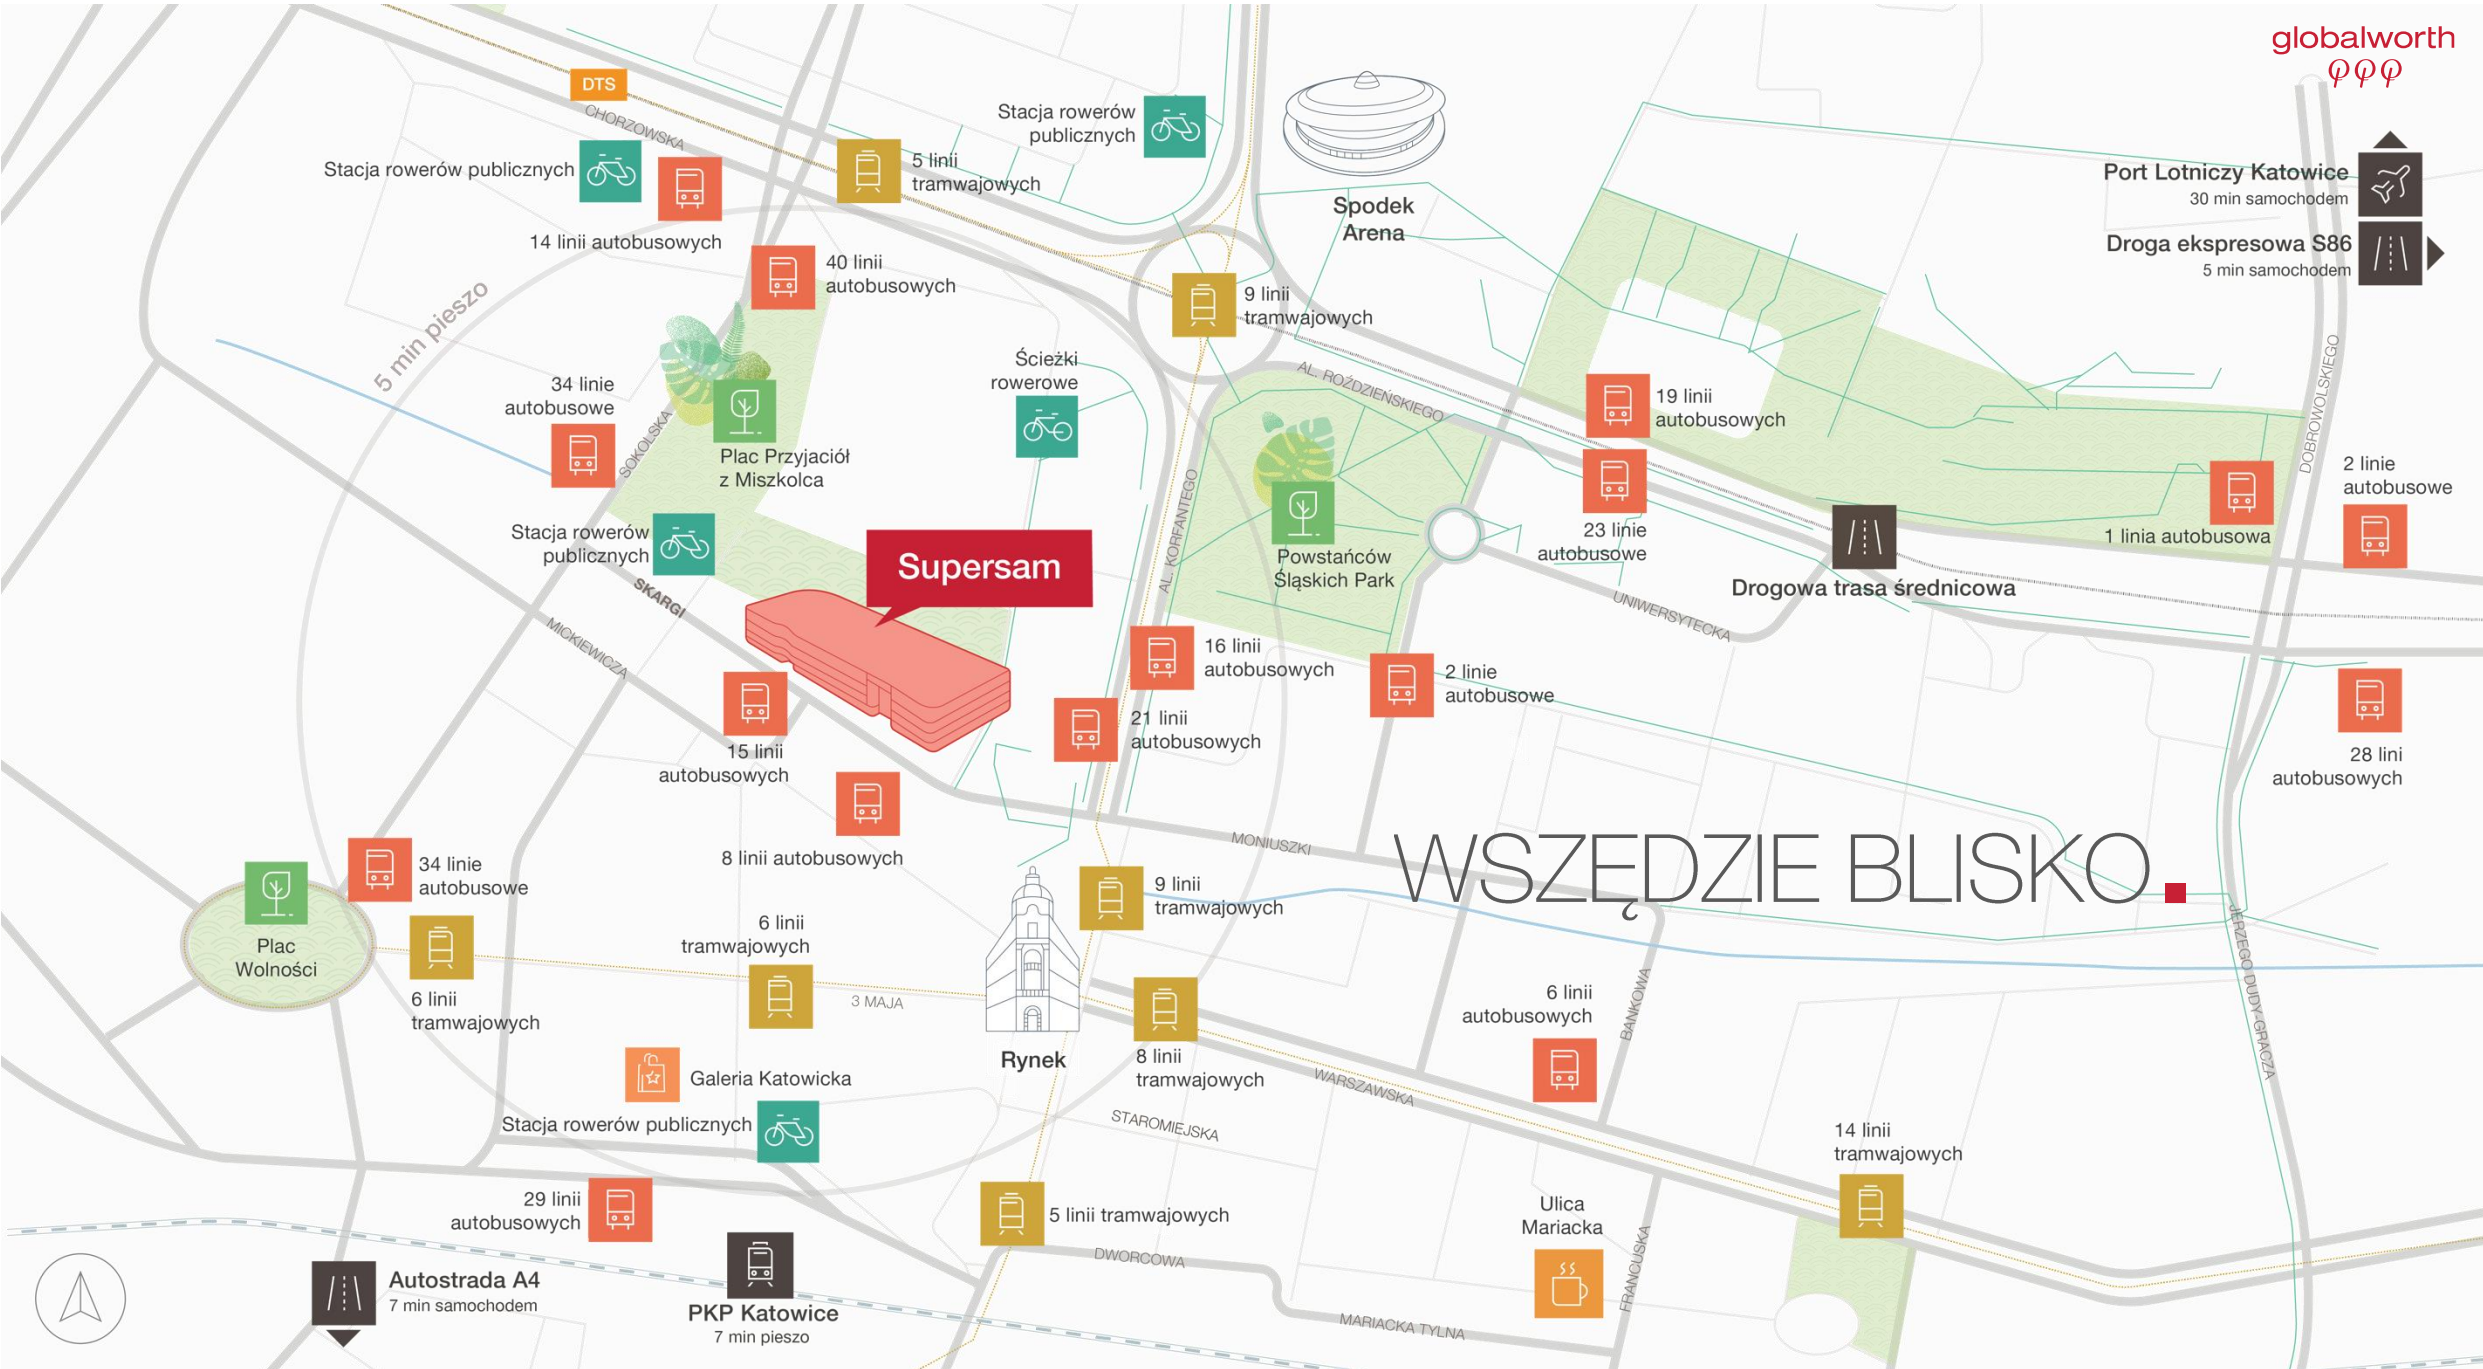 globalworth
DTS
CHORZOWSKA
Stacja rowerów
publicznych
Stacja rowerów publicznych
5 linii
tramwajowych
14 linii autobusowych
40 linii
autobusowych
Spodek
Arena
Port Lotniczy Katowice
30 min samochodem
Droga ekspresowa S86
5 min samochodem
5 min pieszo
9 linii
tramwajowych
Ścieżki
rowerowe
AL. ROŹDZIEŃSKIEGO
DOBROWOLSKIEGO
34 linie
autobusowe
SOKOLSKA
Plac Przyjaciół
z Miszkolca
19 linii
autobusowych
2 linie
autobusowe
AL. KORFANTEGO
Stacja rowerów
publicznych
Supersam
Powstańców
Śląskich Park
23 linie
autobusowe
1 linia autobusowa
Drogowa trasa średnicowa
SKARGI
MICKIEWICZA
UNIWERSYTECKA
16 linii
autobusowych
2 linie
autobusowe
21 linii
autobusowych
15 linii
autobusowych
28 lini
autobusowych
8 linii autobusowych
MONIUSZKI
WSZĘDZIE BLISKO.
34 linie
autobusowe
9 linii
tramwajowych
Plac
Wolności
6 linii
tramwajowych
6 linii
tramwajowych
3 MAJA
JERZEGO DUDY-GRACZA
BANKOWA
6 linii
autobusowych
Rynek
8 linii
tramwajowych
WARSZAWSKA
Galeria Katowicka
Stacja rowerów publicznych
STAROMIEJSKA
14 linii
tramwajowych
29 linii
autobusowych
5 linii tramwajowych
Ulica
Mariacka
DWORCOWA
FRANCUSKA
Autostrada A4
7 min samochodem
PKP Katowice
7 min pieszo
MARIACKA TYLNA